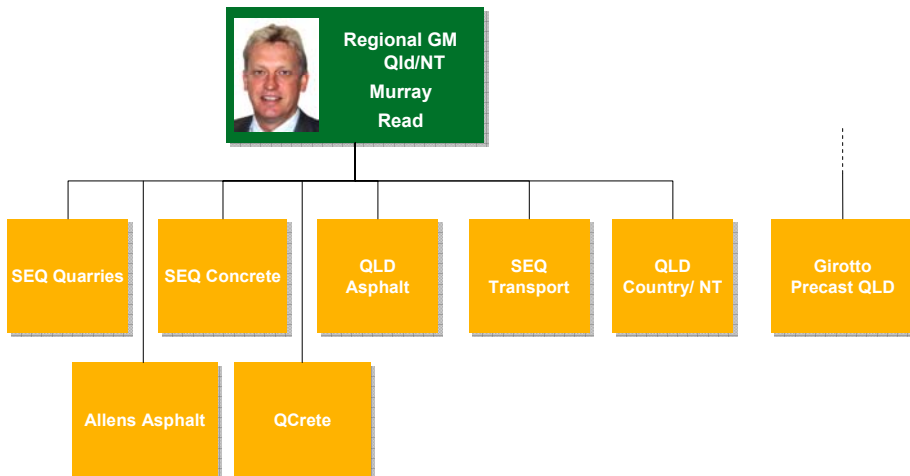 Regional GM
Qld/NT
Murray
Read
SEQ Quarries
SEQ Concrete
QLD
Asphalt
SEQ
Transport
QLD
Country/ NT
Girotto
Precast QLD
Allens Asphalt
QCrete